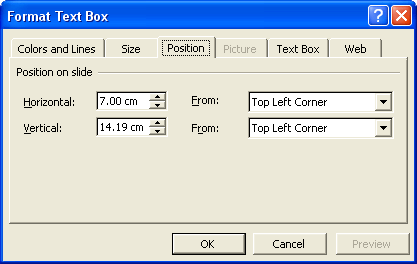 Format Text Box
Colors and Lines Size Position Picture Text Box Web
Position on slide
Horizontal: 7.00 cm From: Top Left Corner
Vertical: 14.19 cm From: Top Left Corner
OK Cancel Preview